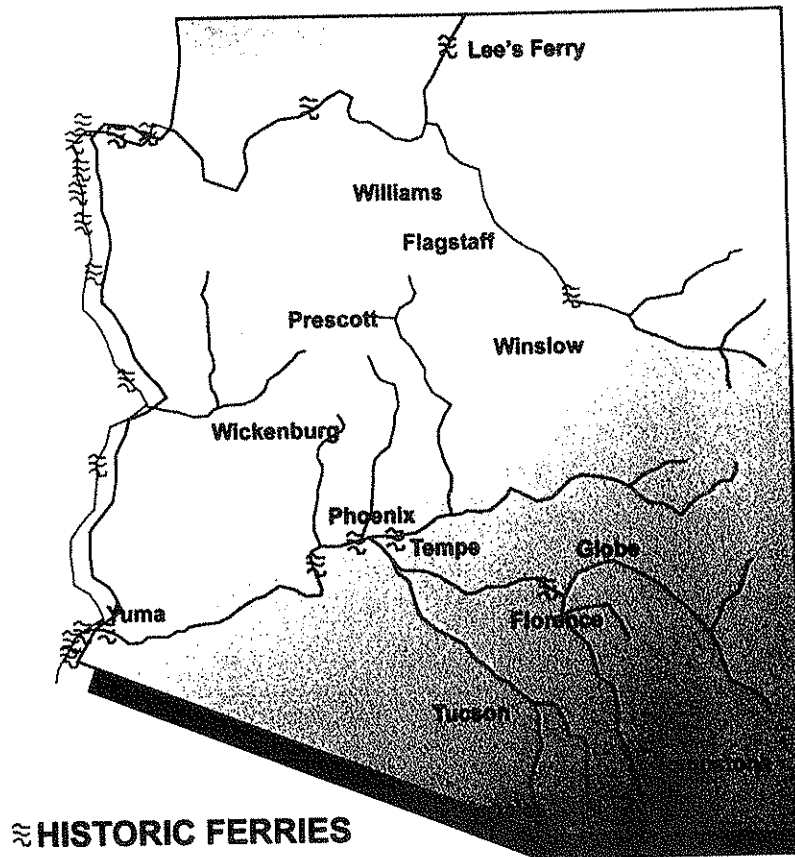 Lee's Ferry
Williams
Flagstaff
Prescott
Winslow
Wickenburg
Phoenix
Tempe
Globe
Yuma
Florence
Tucson
HISTORIC FERRIES